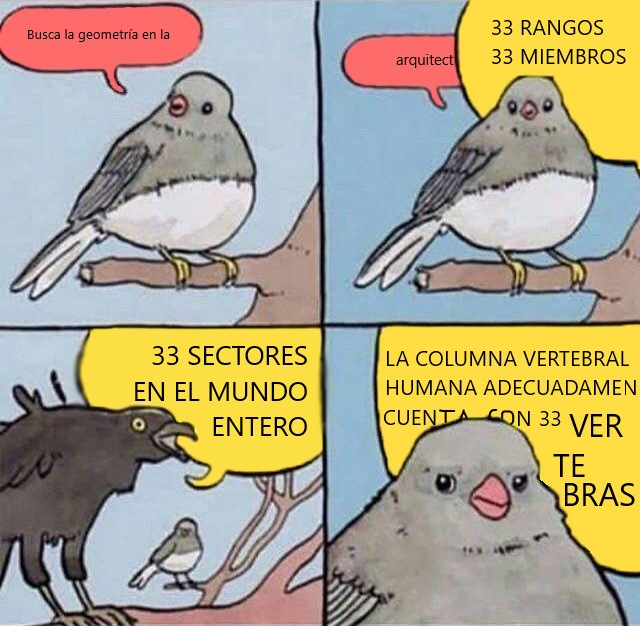 Busca la geometría en la
arquitect
33 RANGOS
33 MIEMBROS
33 SECTORES
EN EL MUNDO
ENTERO
LA COLUMNA VERTEBRAL
HUMANA ADECUADAMEN
CUENTA CON 33 VER
TE
BRAS